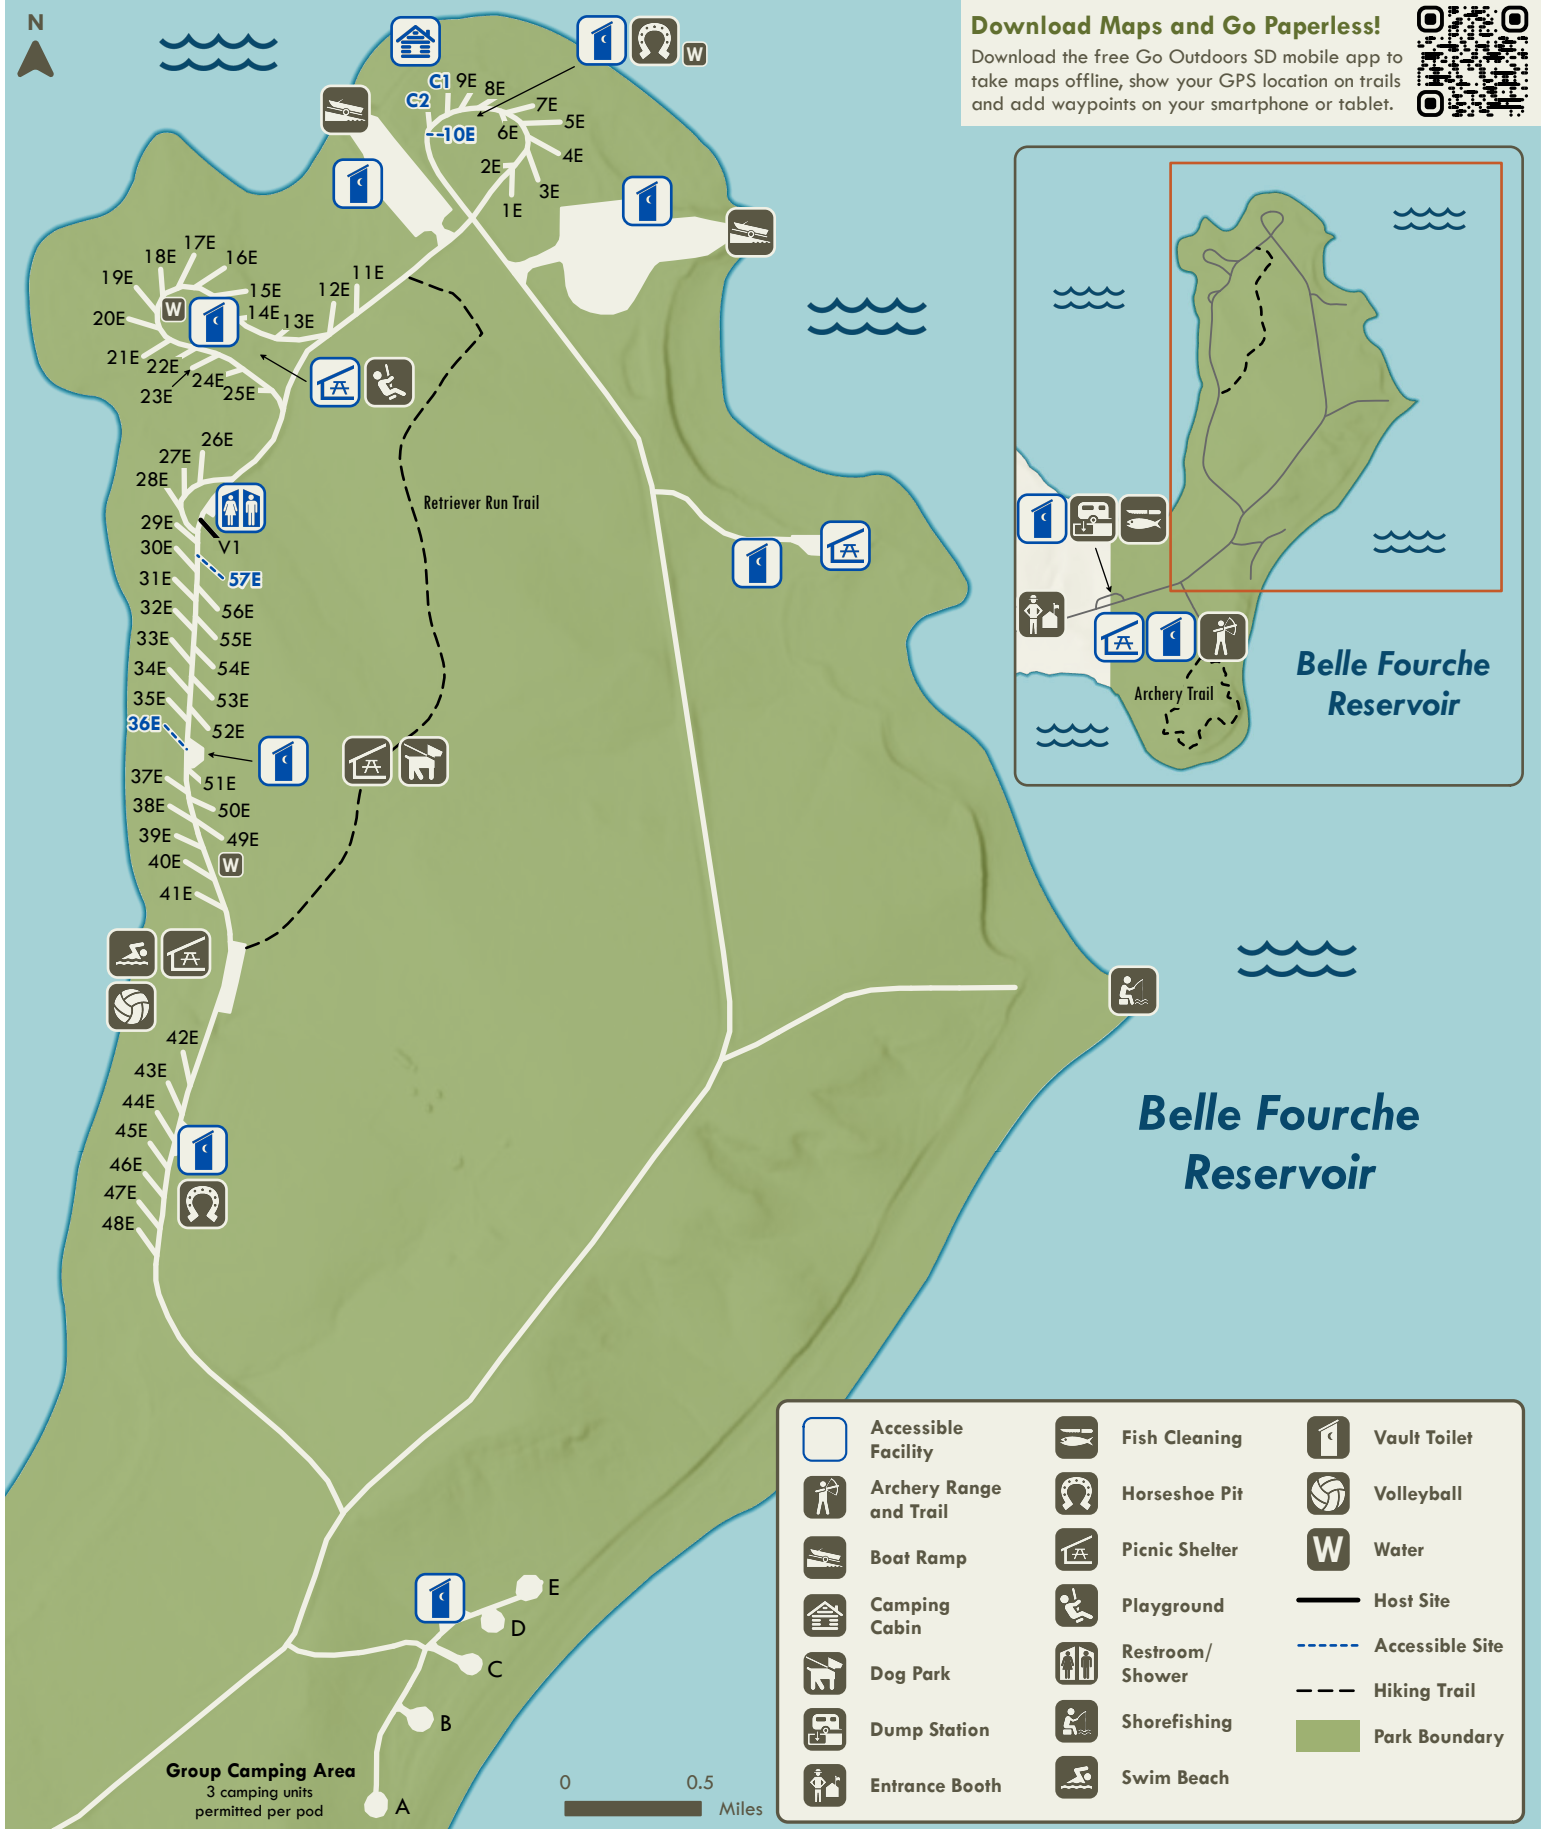 N
Download Maps and Go Paperless!
Download the free Go Outdoors SD mobile app to
take maps offline, show your GPS location on trails
and add waypoints on your smartphone or tablet.
W
C1
9E
8E
C2
7E
10E
6E
5E
4E
2E
3E
1E
17E
18E
16E
19E
11E
15E
12E
W
14E
20E
13E
21E
22E
24E
23E
25E
26E
27E
28E
Retriever Run Trail
29E
30E
V1
31E
57E
32E
56E
33E
55E
34E
54E
35E
53E
36E
52E
37E
51E
38E
50E
39E
49E
40E
W
41E
42E
43E
44E
45E
46E
47E
48E
Archery Trail
Belle Fourche
Reservoir
Belle Fourche
Reservoir
E
D
C
B
A
Group Camping Area
3 camping units
permitted per pod
0
0.5
Miles
Accessible
Facility
Archery Range
and Trail
Boat Ramp
Camping
Cabin
Dog Park
Dump Station
Entrance Booth
Fish Cleaning
Horseshoe Pit
Picnic Shelter
Playground
Restroom/
Shower
Shorefishing
Swim Beach
Vault Toilet
Volleyball
W
Water
Host Site
Accessible Site
Hiking Trail
Park Boundary